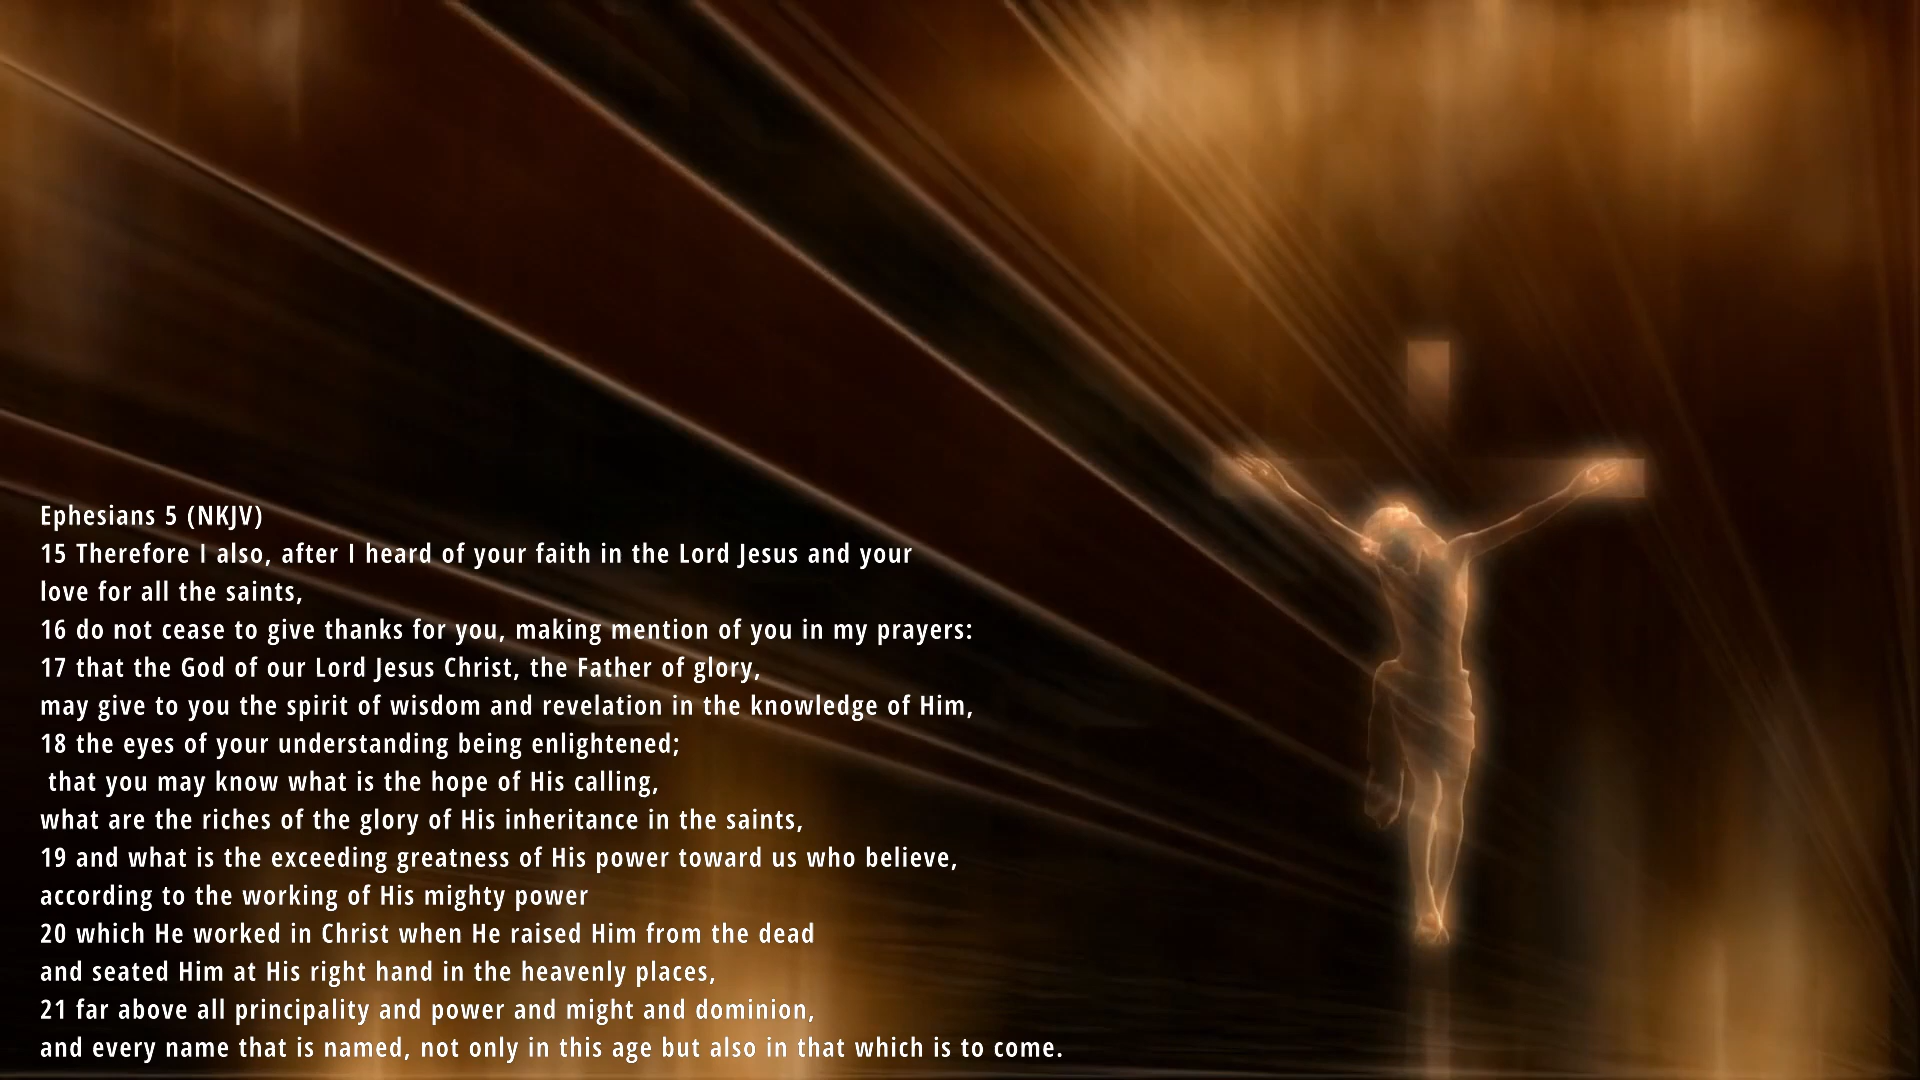 Ephesians 5 (NKJV)
15 Therefore I also, after I heard of your faith in the Lord Jesus and your
love for all the saints,
16 do not cease to give thanks for you, making mention of you in my prayers:
17 that the God of our Lord Jesus Christ, the Father of glory,
may give to you the spirit of wisdom and revelation in the knowledge of Him,
18 the eyes of your understanding being enlightened;
that you may know what is the hope of His calling,
what are the riches of the glory of His inheritance in the saints,
19 and what is the exceeding greatness of His power toward us who believe,
according to the working of His mighty power
20 which He worked in Christ when He raised Him from the dead
and seated Him at His right hand in the heavenly places,
21 far above all principality and power and might and dominion,
and every name that is named, not only in this age but also in that which is to come.